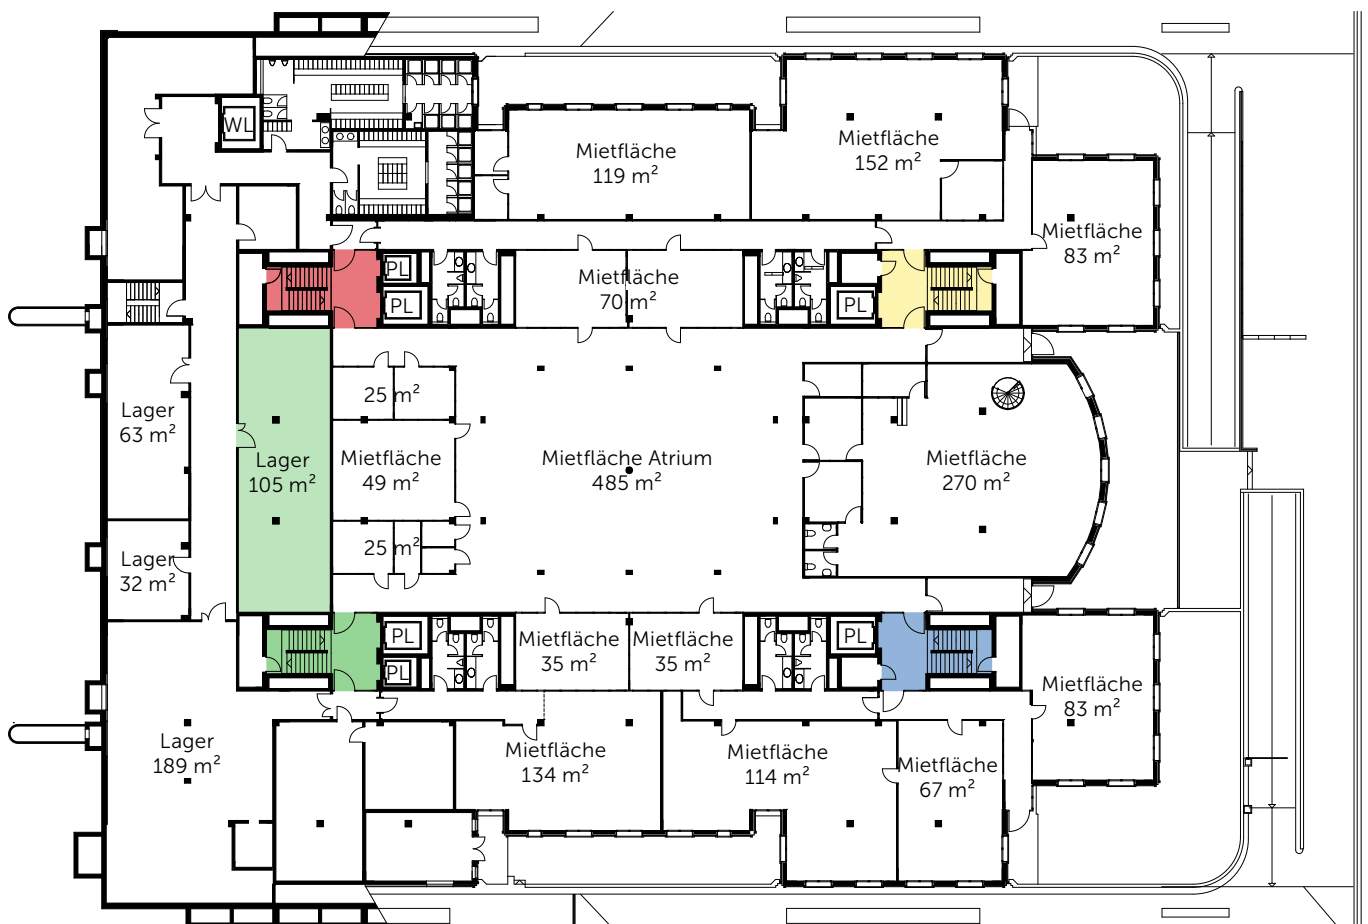 WL
Mietfläche
119 m²
Mietfläche
152 m²
Mietfläche
83 m²
PL
PL
Mietfläche
70 m²
PL
Lager
63 m²
25 m²
Lager
105 m²
Mietfläche
49 m²
Mietfläche Atrium
485 m²
Mietfläche
270 m²
25 m²
Lager
32 m²
PL
PL
Mietfläche
35 m²
Mietfläche
35 m²
PL
Mietfläche
83 m²
Lager
189 m²
Mietfläche
134 m²
Mietfläche
114 m²
Mietfläche
67 m²